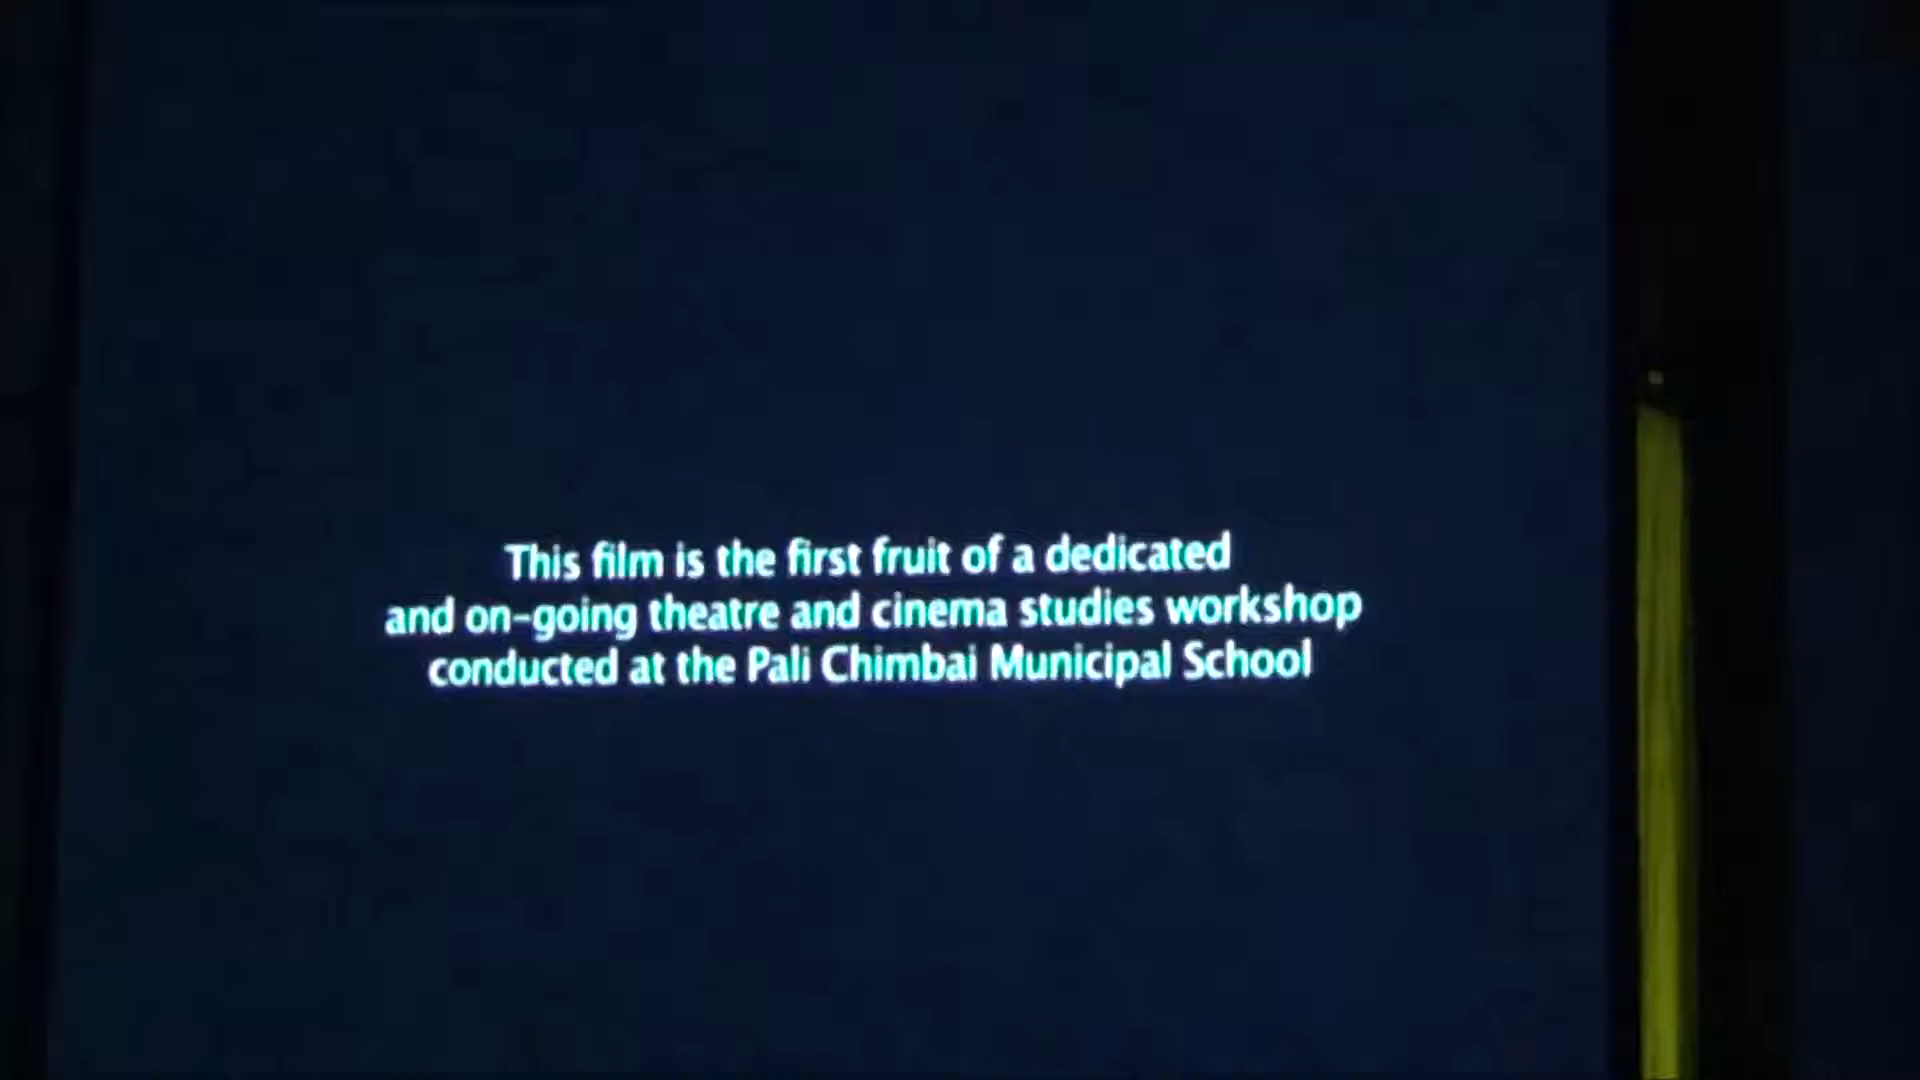 This film is the first fruit of a dedicated
and on-going theatre and cinema studies workshop
conducted at the Pali Chimbai Municipal School